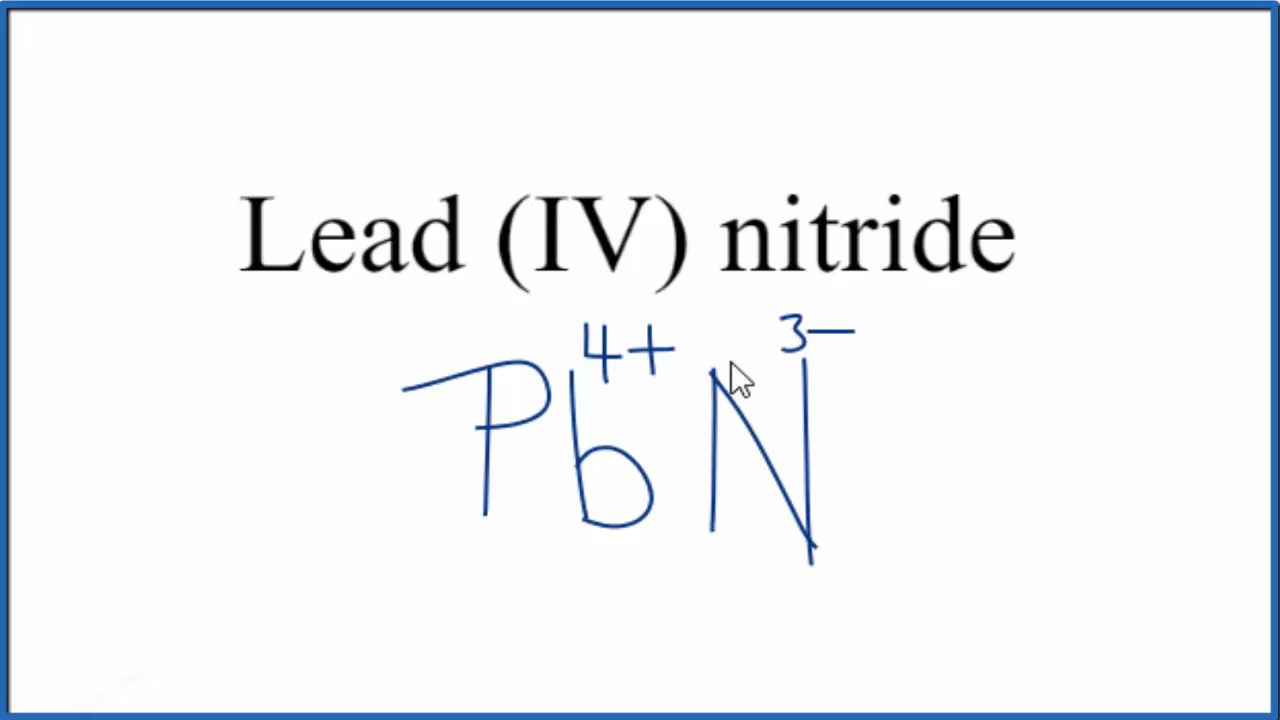 Lead (IV) nitride
Pb⁴⁺ N³⁻